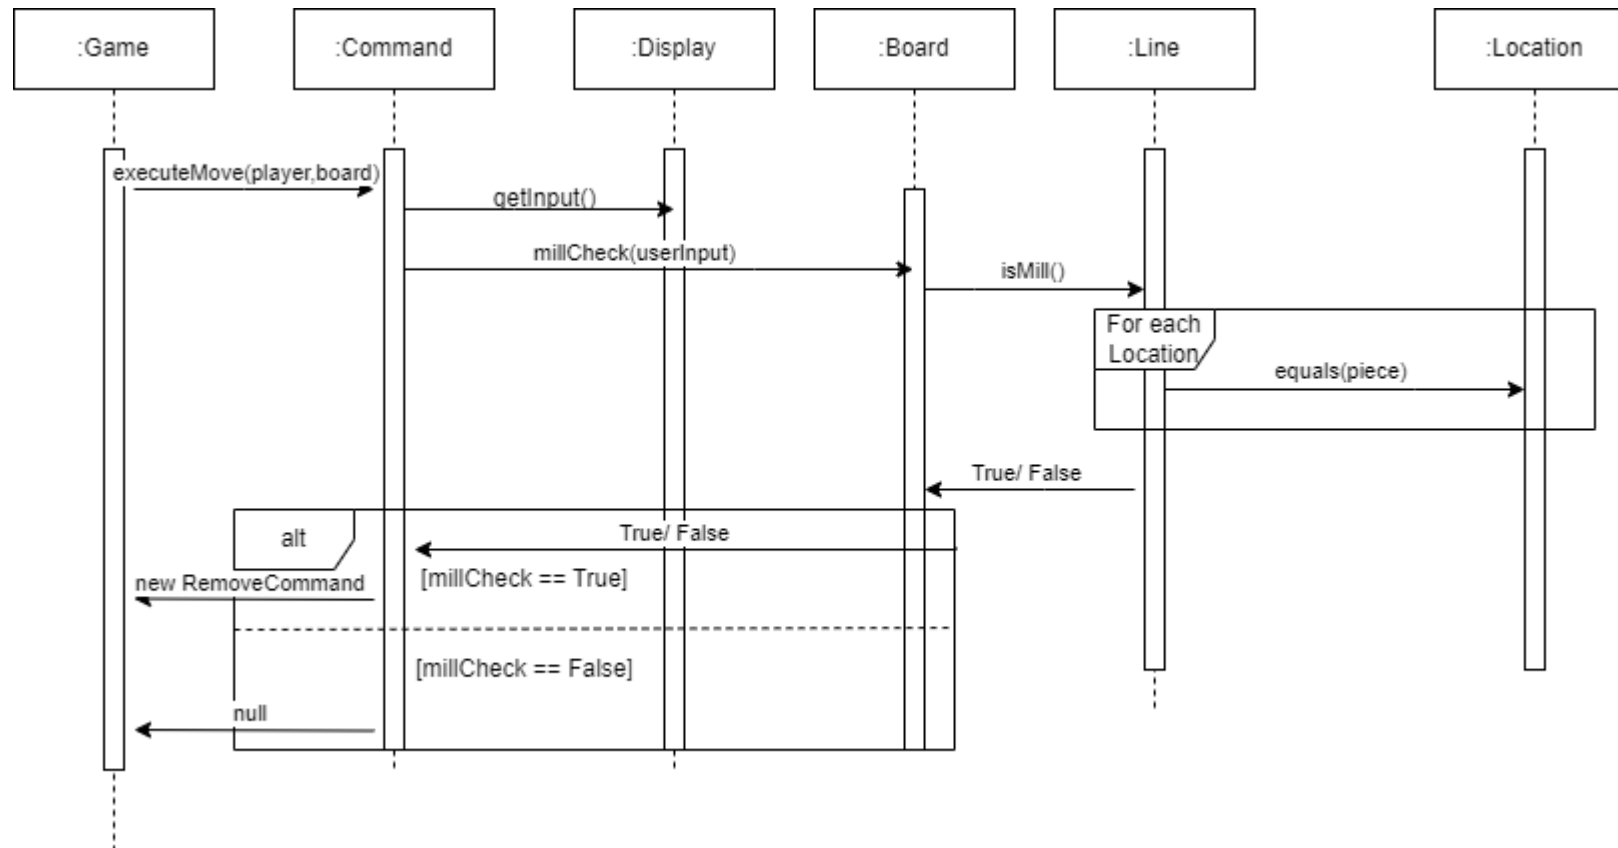 :Game
:Command
:Display
:Board
:Line
:Location
executeMove(player,board)
getInput()
millCheck(userInput)
isMill()
For each
Location
equals(piece)
True/ False
alt
True/ False
new RemoveCommand
[millCheck == True]
[millCheck == False]
null